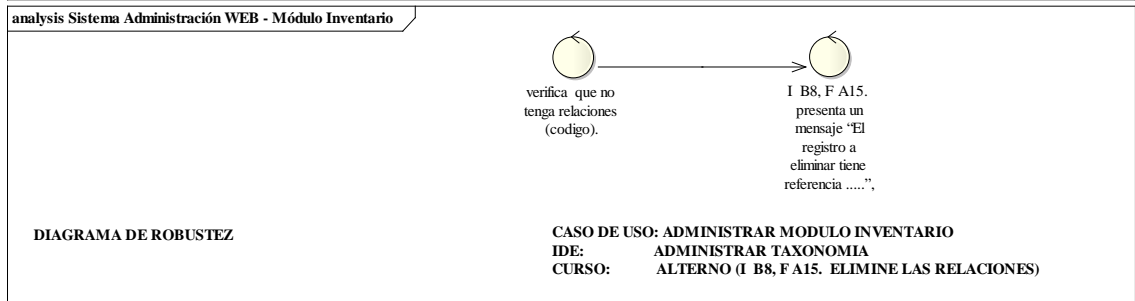 analysis Sistema Administración WEB - Módulo Inventario
verifica que no
tenga relaciones
(codigo).
I B8, F A15.
presenta un
mensaje “El
registro a
eliminar tiene
referencia .....”,
DIAGRAMA DE ROBUSTEZ
CASO DE USO: ADMINISTRAR MODULO INVENTARIO
IDE: ADMINISTRAR TAXONOMIA
CURSO: ALTERNO (I B8, F A15. ELIMINE LAS RELACIONES)